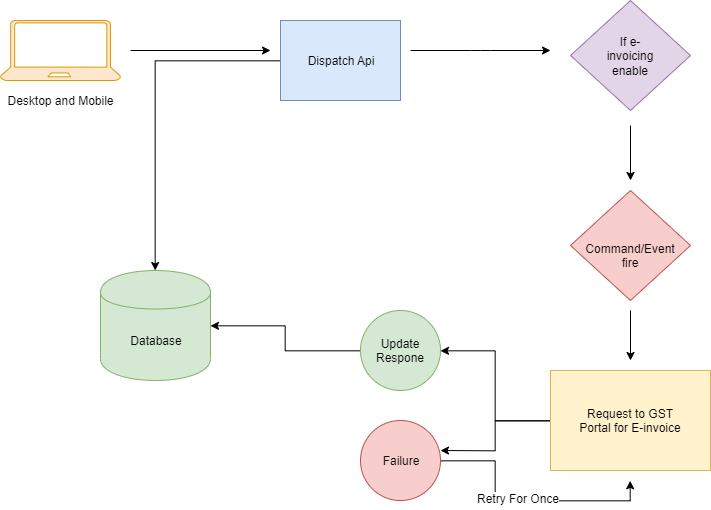 Desktop and Mobile
Dispatch Api
If e-
invoicing
enable
Command/Event
fire
Request to GST
Portal for E-invoice
Update
Respone
Database
Failure
Retry For Once